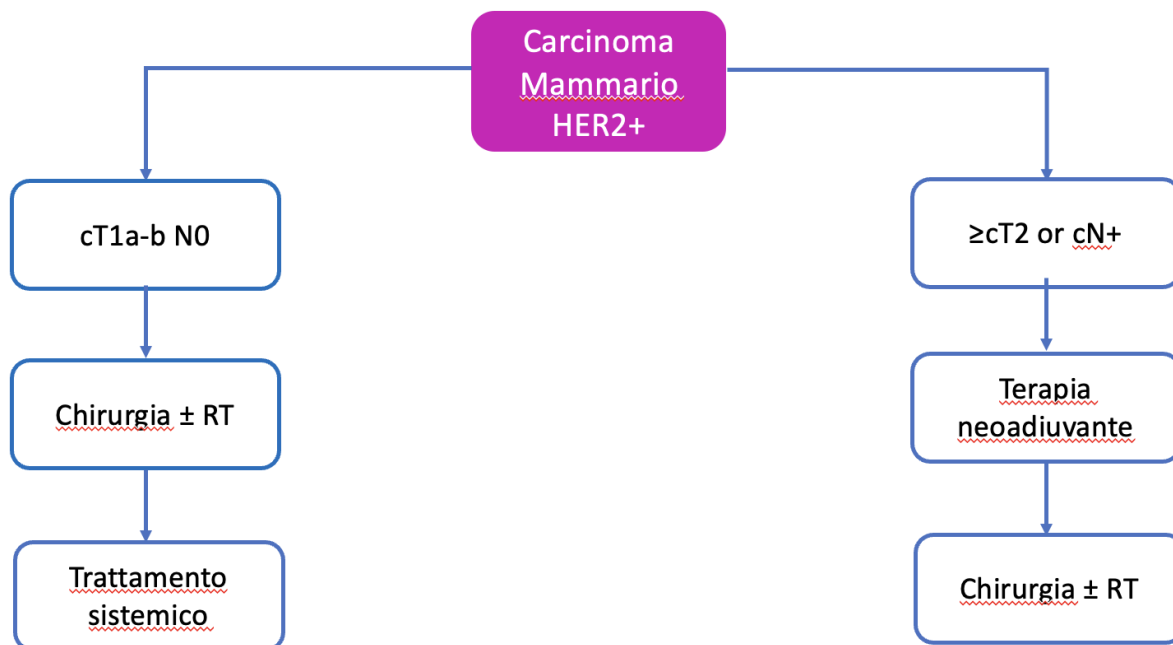 Carcinoma
Mammario
HER2+
cT1a-b N0
≥cT2 or cN+
Chirurgia ± RT
Terapia
neoadiuvante
Trattamento
sistemico
Chirurgia ± RT